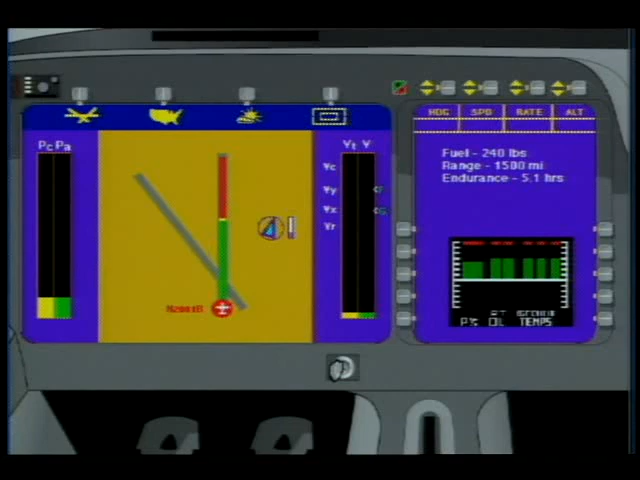 HDG SPD RATE ALT
Fuel - 240 lbs
Range - 1500 mi
Endurance - 5.1 hrs
Pc Pa
Vt V
Vc
Vy
Vx
Vr
OIL TEMPS